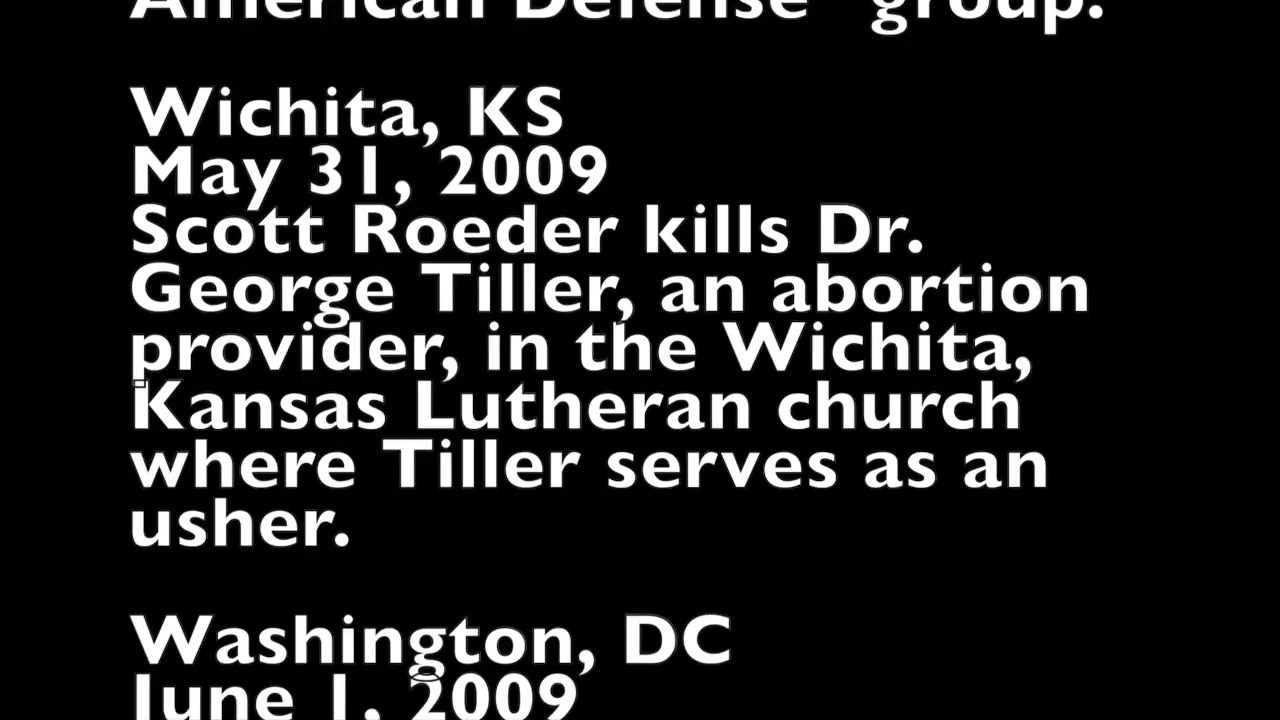 American Defense" group.
Wichita, KS
May 31, 2009
Scott Roeder kills Dr.
George Tiller, an abortion
provider, in the Wichita,
Kansas Lutheran church
where Tiller serves as an
usher.
Washington, DC
June 1, 2009